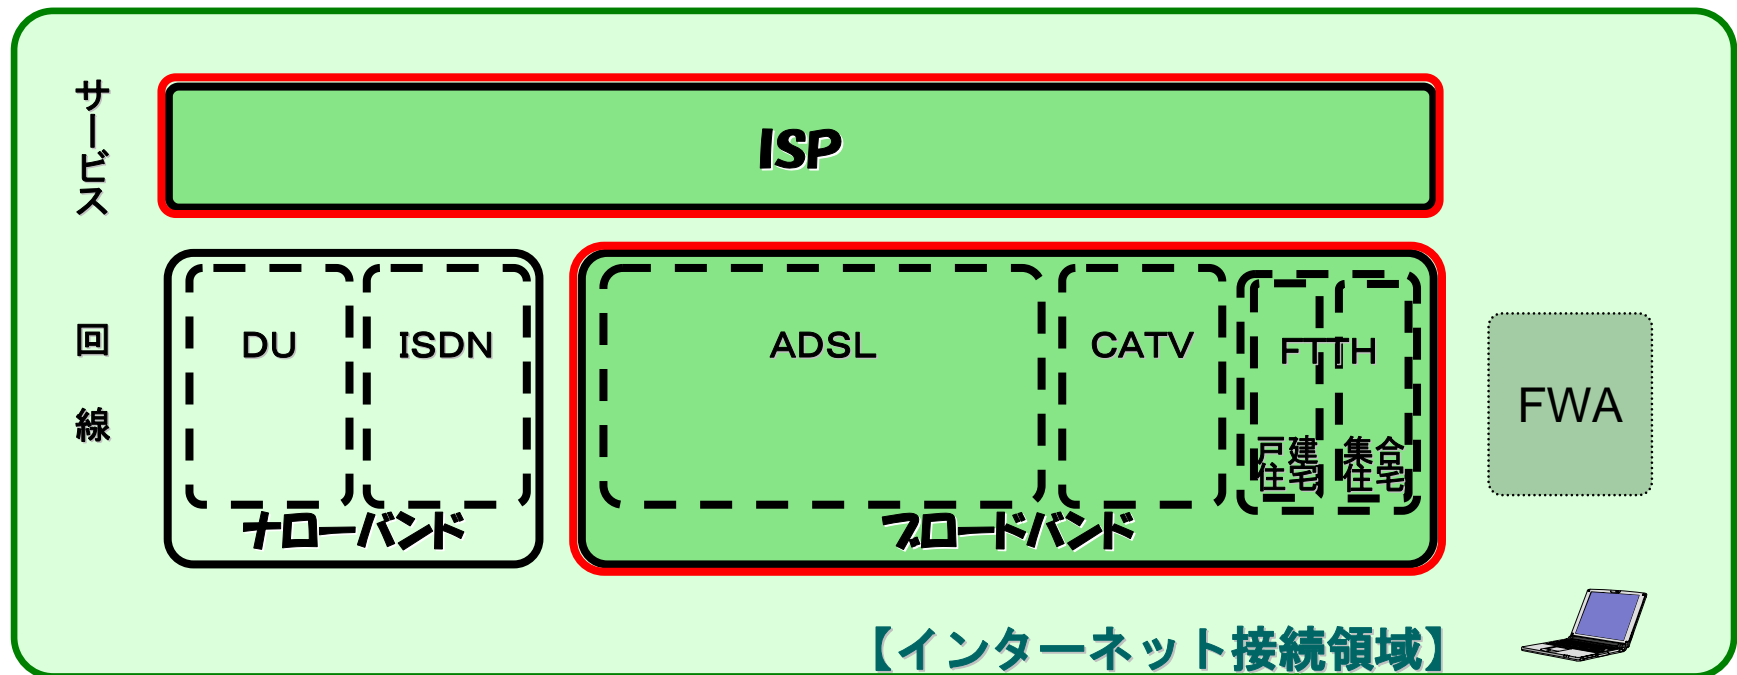 サービス
ISP
回線
DU
ISDN
ADSL
CATV
FTTH
戸建
住宅
集合
住宅
FWA
ナローバンド
ブロードバンド
【インターネット接続領域】